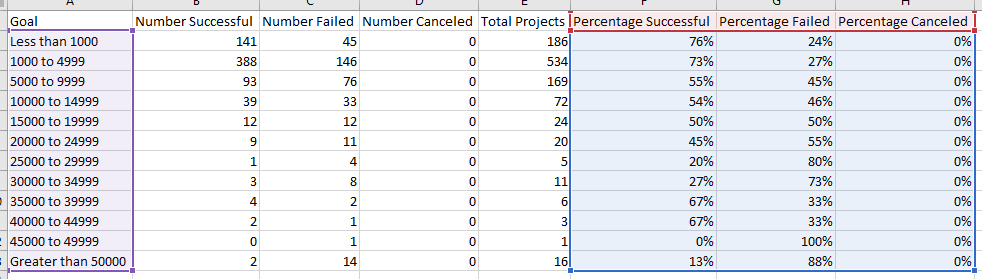 A B C D E F G H
Goal Number Successful Number Failed Number Canceled Total Projects Percentage Successful Percentage Failed Percentage Canceled
Less than 1000 141 45 0 186 76% 24% 0%
1000 to 4999 388 146 0 534 73% 27% 0%
5000 to 9999 93 76 0 169 55% 45% 0%
10000 to 14999 39 33 0 72 54% 46% 0%
15000 to 19999 12 12 0 24 50% 50% 0%
20000 to 24999 9 11 0 20 45% 55% 0%
25000 to 29999 1 4 0 5 20% 80% 0%
30000 to 34999 3 8 0 11 27% 73% 0%
35000 to 39999 4 2 0 6 67% 33% 0%
40000 to 44999 2 1 0 3 67% 33% 0%
45000 to 49999 0 1 0 1 0% 100% 0%
Greater than 50000 2 14 0 16 13% 88% 0%